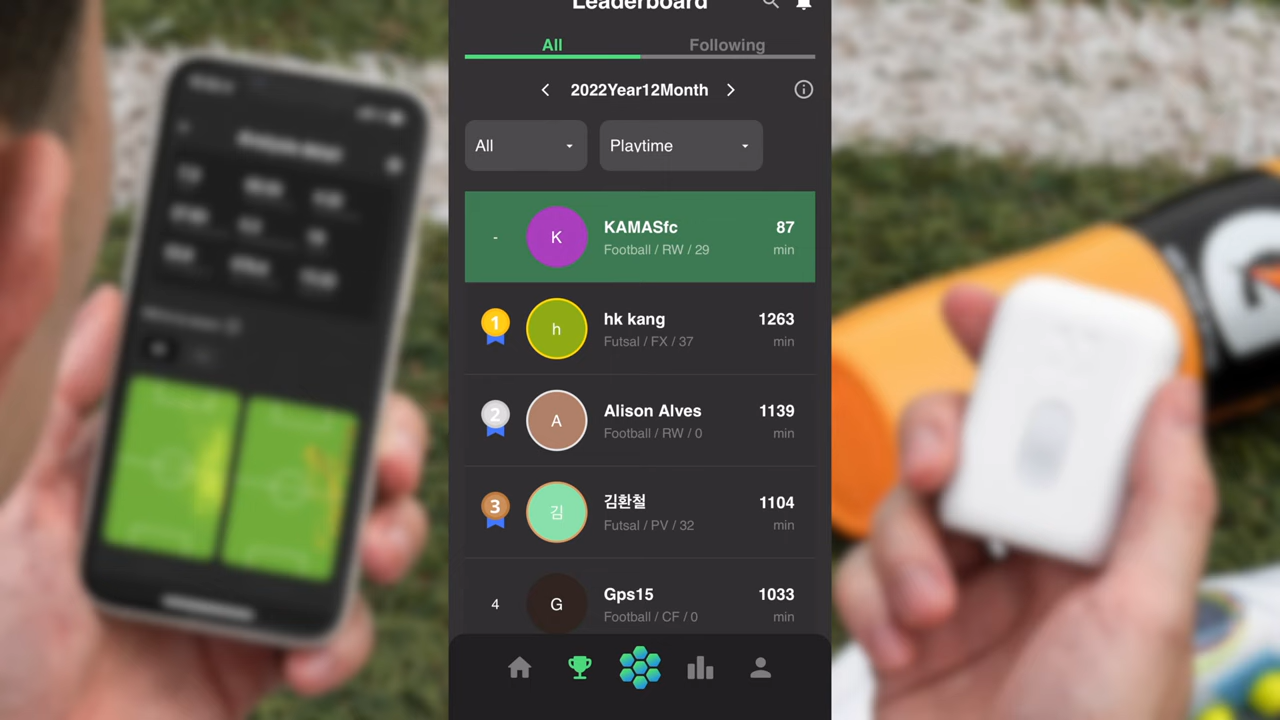 Leaderboard
All
Following
2022Year12Month
All
Playtime
-
K
KAMASfc
87
Football / RW / 29
min
1
h
hk kang
1263
Futsal / FX / 37
min
2
A
Alison Alves
1139
Football / RW / 0
min
3
김
김환철
1104
Futsal / PV / 32
min
4
G
Gps15
1033
Football / CF / 0
min